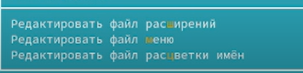 Редактировать файл расширений
Редактировать файл меню
Редактировать файл расцветки имён